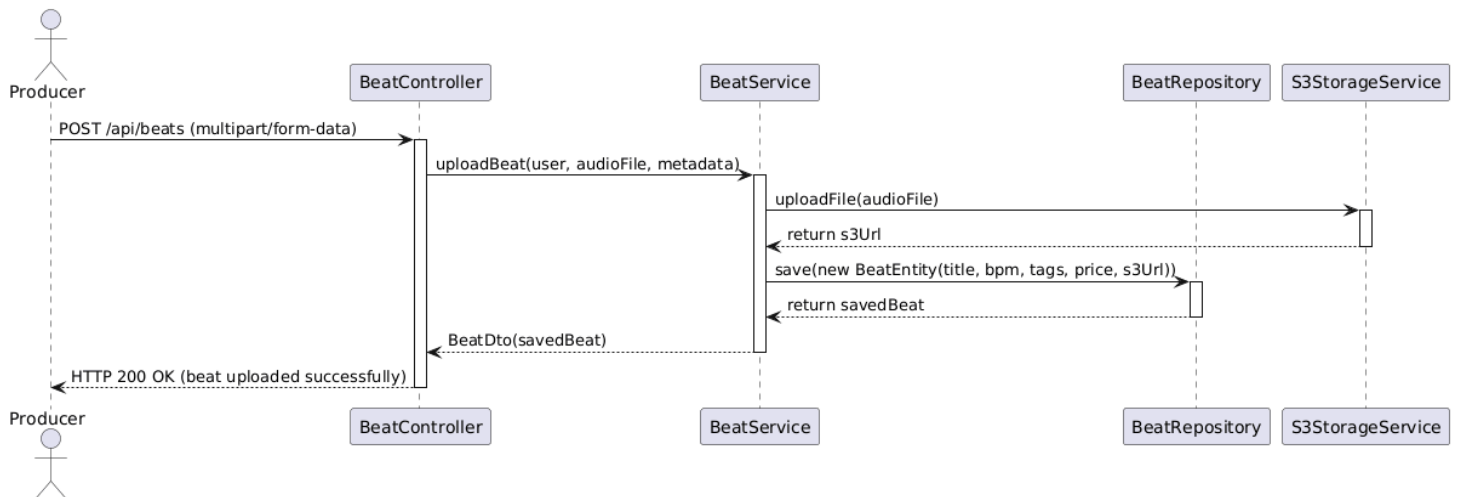 Producer
BeatController
BeatService
BeatRepository
S3StorageService
POST /api/beats (multipart/form-data)
uploadBeat(user, audioFile, metadata)
uploadFile(audioFile)
return s3Url
save(new BeatEntity(title, bpm, tags, price, s3Url))
return savedBeat
BeatDto(savedBeat)
HTTP 200 OK (beat uploaded successfully)
Producer
BeatController
BeatService
BeatRepository
S3StorageService